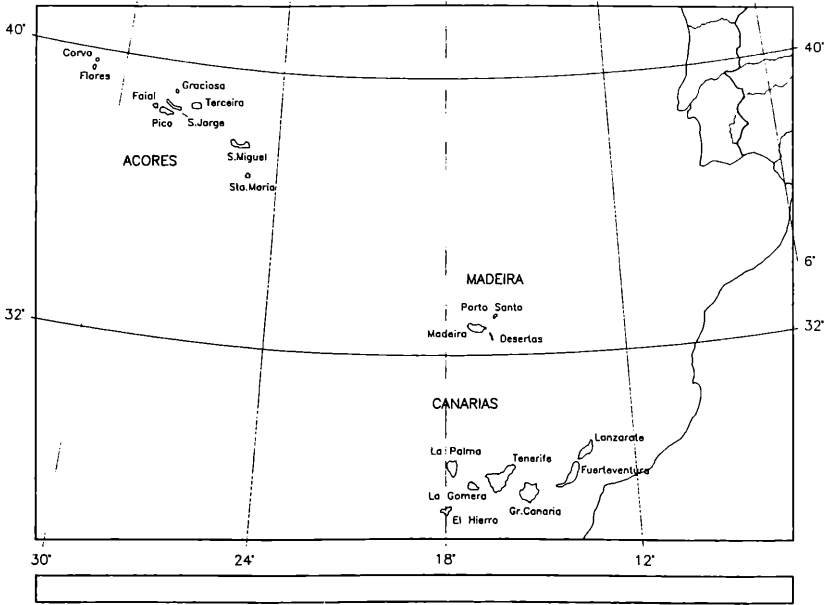 40°
40°
Corvo
Flores
Graciosa
Faial
Terceira
Pico
S.Jorge
ACORES
S.Miguel
Sta.Maria
6°
MADEIRA
32°
Porto Santo
32°
Madeira
Desertas
CANARIAS
Lanzarote
La Palma
Tenerife
Fuerteventura
La Gomera
Gr.Canaria
El Hierro
30°
24°
18°
12°